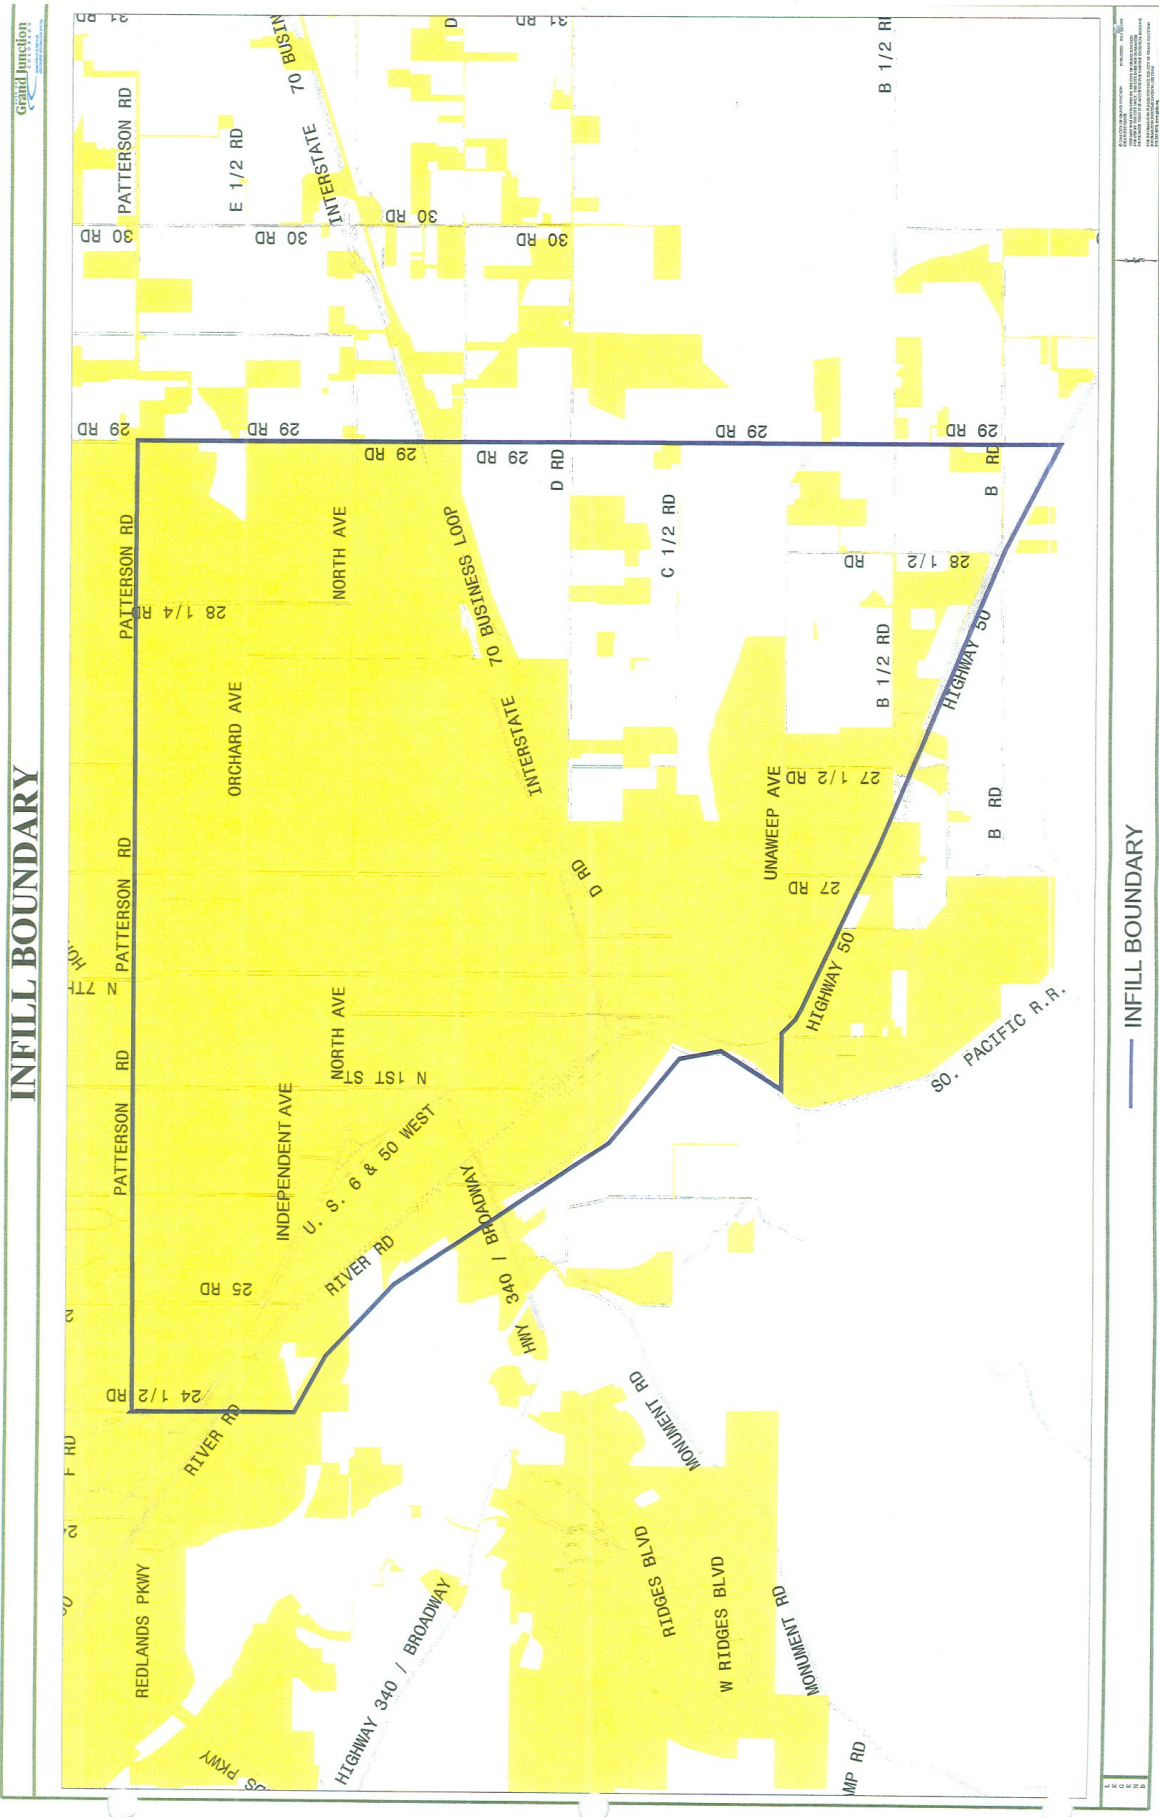 INFILL BOUNDARY
Grand Junction
COLORADO
REDLANDS PKWY
F RD
24 1/2 RD
RIVER RD
25 RD
PATTERSON RD
PATTERSON RD
N 7TH
PATTERSON RD
28 1/4 RD
29 RD
29 RD
30 RD
30 RD
PATTERSON RD
E 1/2 RD
31
RD
INTERSTATE
70 BUSIN
30 RD
30 RD
31
D
B 1/2 R
INDEPENDENT AVE
U. S. 6 & 50 WEST
RIVER RD
N 1ST ST
NORTH AVE
ORCHARD AVE
NORTH AVE
INTERSTATE
70 BUSINESS LOOP
29 RD
29 RD
D RD
D RD
C 1/2 RD
29 RD
29 RD
HIGHWAY 340 / BROADWAY
HWY
340 / BROADWAY
UNAWEEP AVE
27 RD
27 1/2 RD
B 1/2 RD
28 1/2
RD
B RD
B RD
HIGHWAY 50
HIGHWAY 50
SO. PACIFIC R.R.
MONUMENT RD
RIDGES BLVD
W RIDGES BLVD
MONUMENT RD
MP RD
PKWY
INFILL BOUNDARY
LEGEND